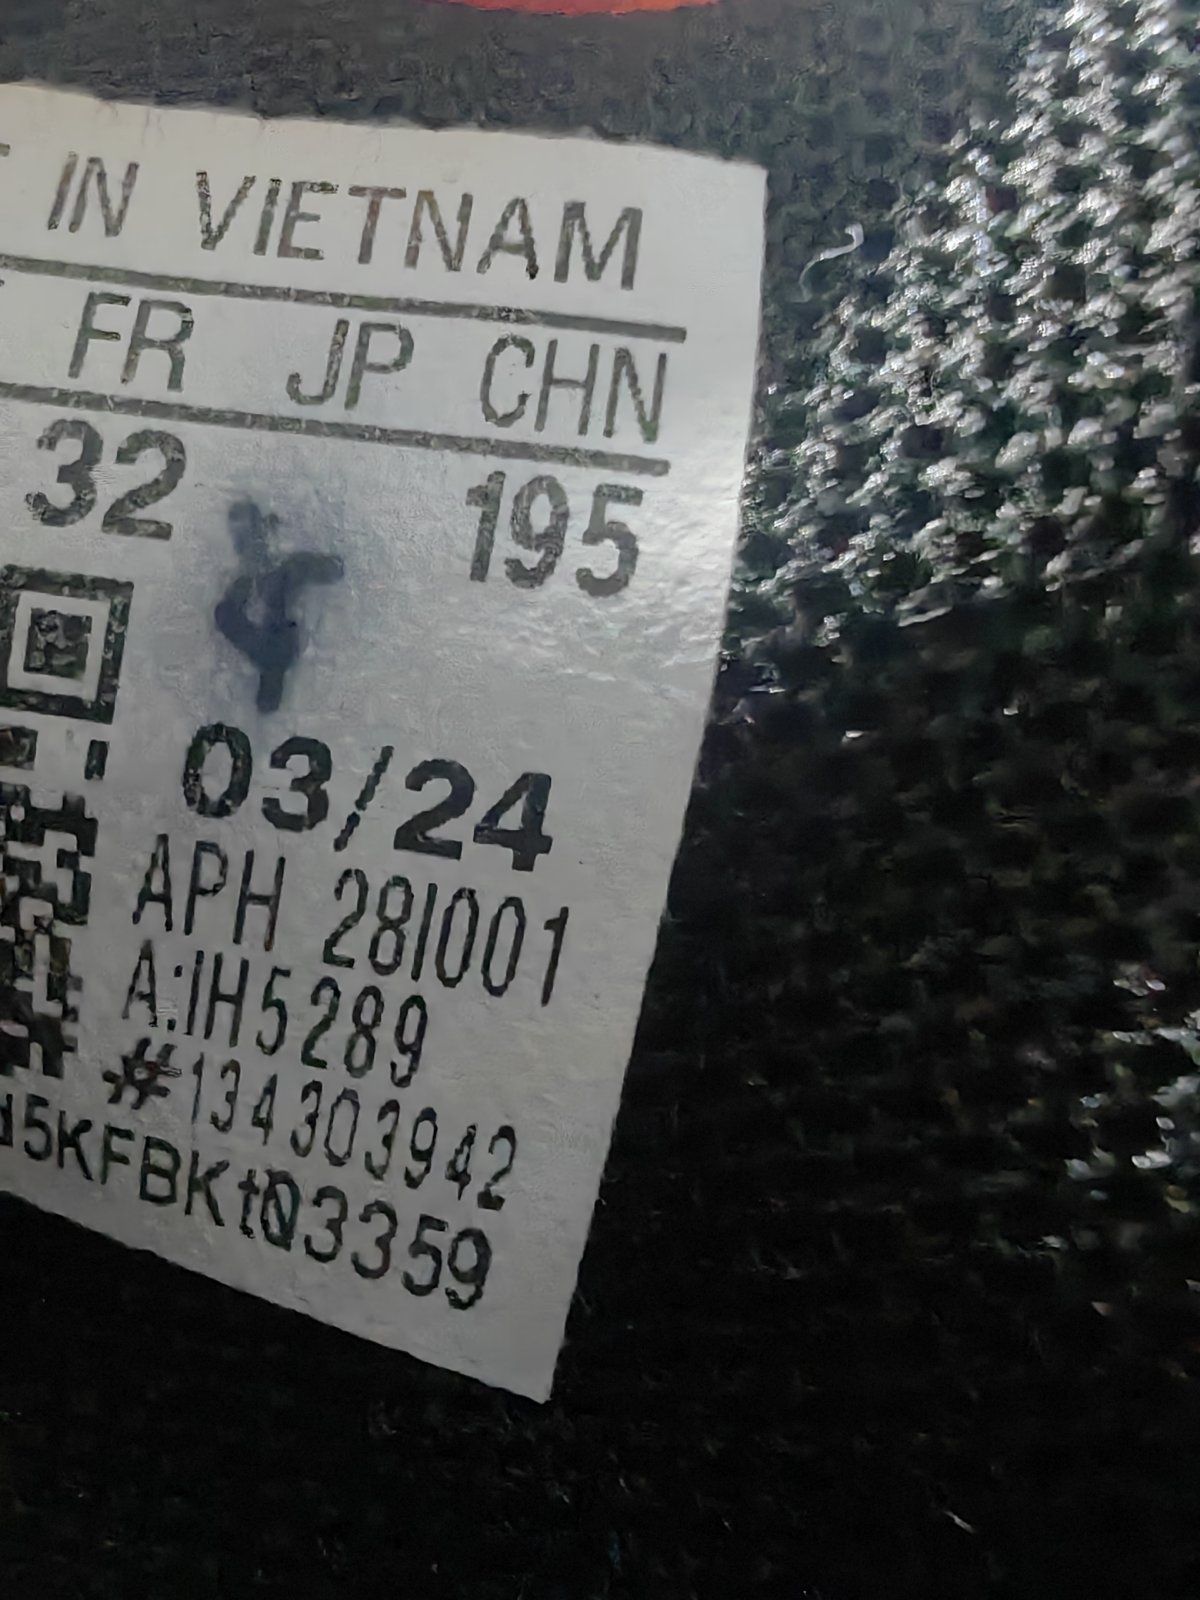 IN VIETNAM
FR JP CHN
32 195
03/24
APH 28I001
A:IH5289
#134303942
5KFBKt03359